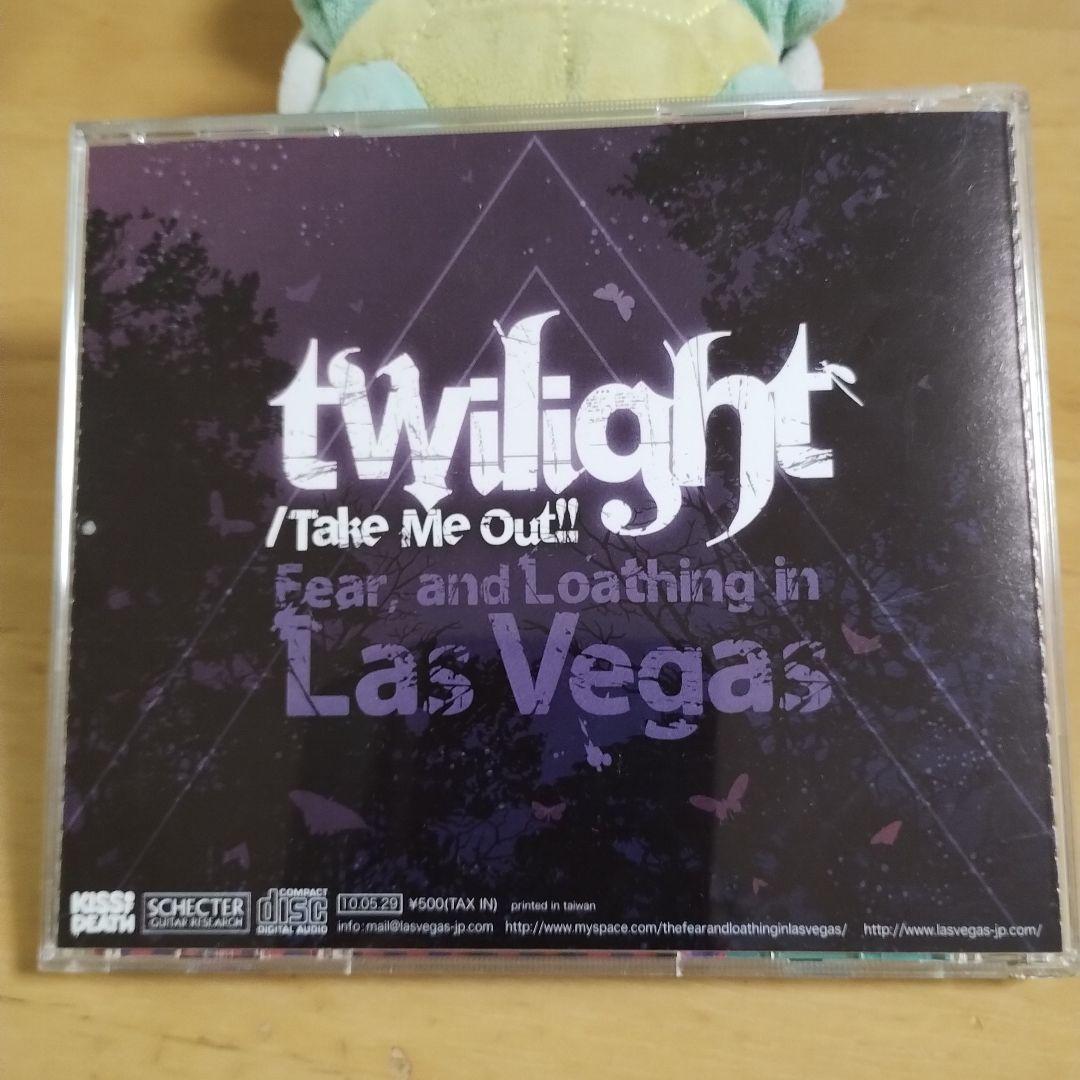 twilight
/Take Me Out!!
Fear, and Loathing in
Las Vegas
KISS! DEATH
SCHECTER
GUITAR RESEARCH
COMPACT
disc
DIGITAL AUDIO
10.05.29 ¥500(TAX IN) printed in taiwan
info:mail@lasvegas-jp.com http://www.myspace.com/thefearandloathinginlasvegas/ http://www.lasvegas-jp.com/